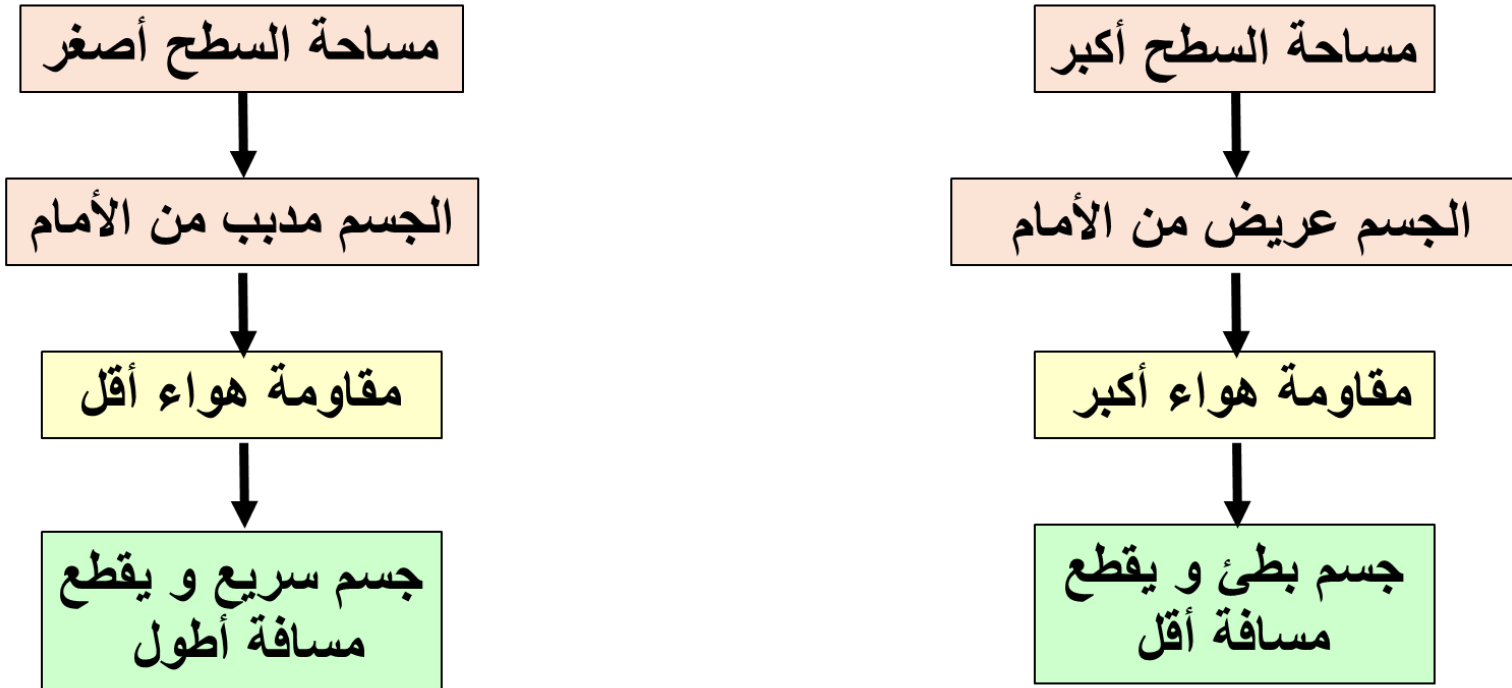 مساحة السطح أكبر
الجسم عريض من الأمام
مقاومة هواء أكبر
جسم بطئ و يقطع
مسافة أقل
مساحة السطح أصغر
الجسم مدبب من الأمام
مقاومة هواء أقل
جسم سريع و يقطع
مسافة أطول